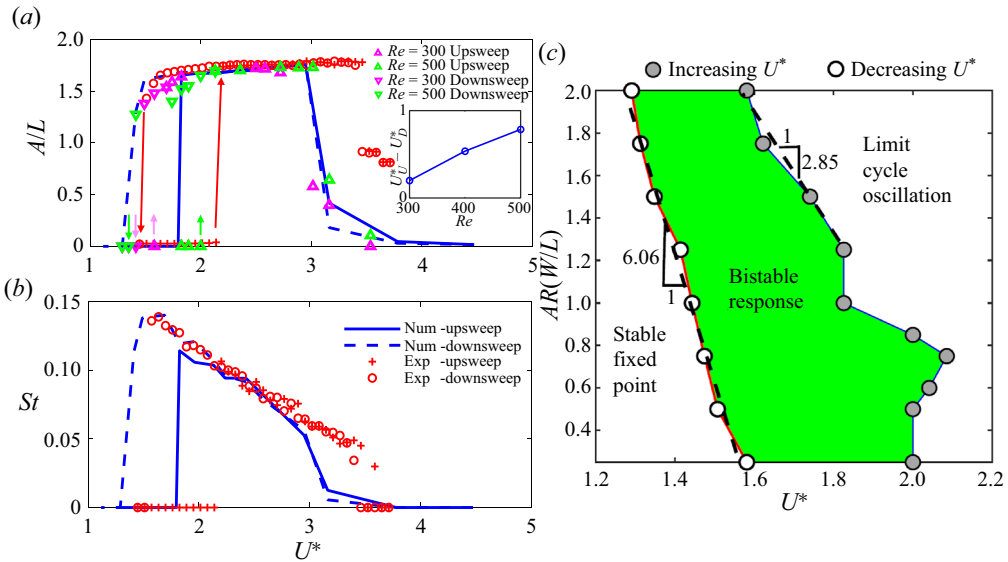 (a)
A/L
2.0
1.5
1.0
0.5
0
1 2 3 4 5
Re = 300 Upsweep
Re = 500 Upsweep
Re = 300 Downsweep
Re = 500 Downsweep
1
0
U*U − U*D
300 400 500
Re
(b)
St
0.15
0.10
0.05
0
1 2 3 4 5
U*
Num -upsweep
Num -downsweep
Exp -upsweep
Exp -downsweep
(c)
Increasing U* Decreasing U*
AR(W/L)
2.0
1.8
1.6
1.4
1.2
1.0
0.8
0.6
0.4
1.2 1.4 1.6 1.8 2.0 2.2
U*
1
2.85
Limit
cycle
oscillation
6.06
1
Bistable
response
Stable
fixed
point